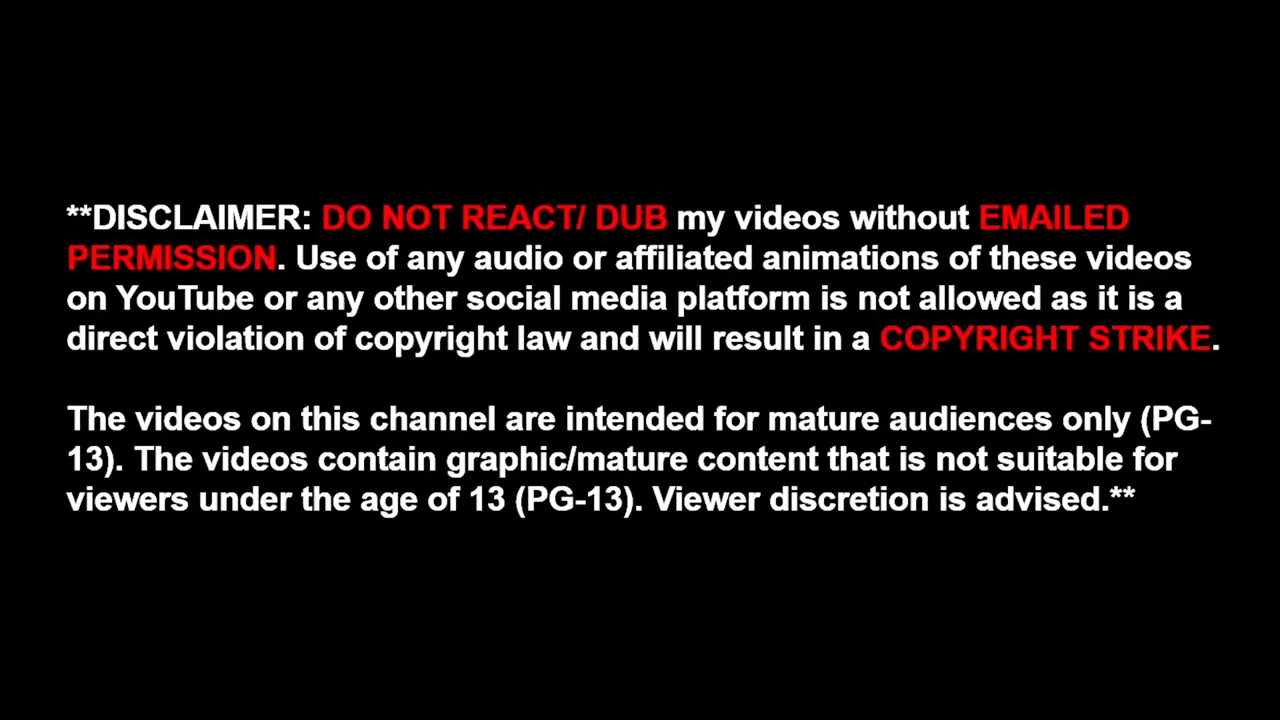 **DISCLAIMER: DO NOT REACT/ DUB my videos without EMAILED
PERMISSION. Use of any audio or affiliated animations of these videos
on YouTube or any other social media platform is not allowed as it is a
direct violation of copyright law and will result in a COPYRIGHT STRIKE.
The videos on this channel are intended for mature audiences only (PG-
13). The videos contain graphic/mature content that is not suitable for
viewers under the age of 13 (PG-13). Viewer discretion is advised.**